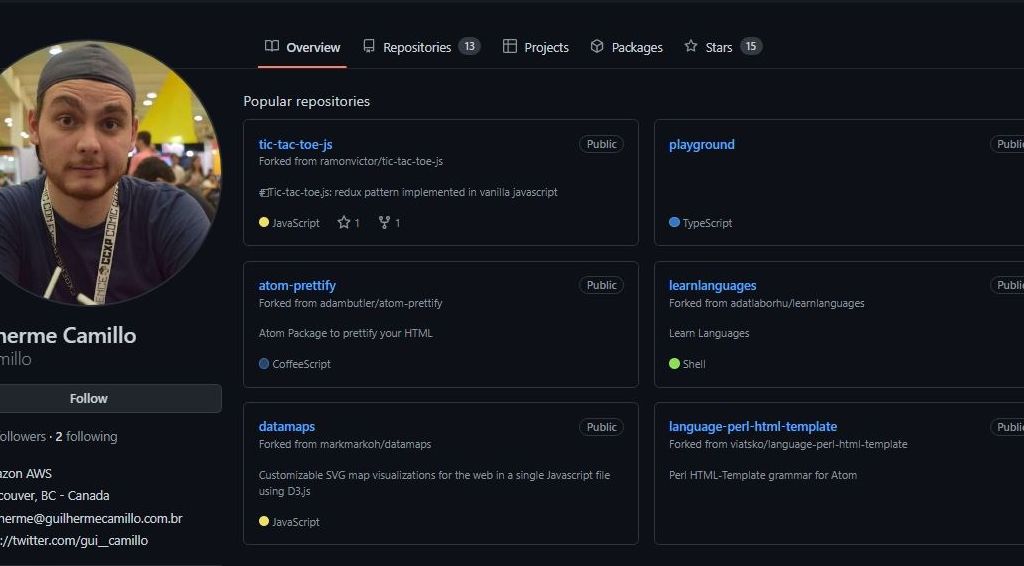 Overview
Repositories 13
Projects
Packages
Stars 15
Popular repositories
tic-tac-toe-js Public
Forked from ramonvictor/tic-tac-toe-js
Tic-tac-toe.js: redux pattern implemented in vanilla javascript
JavaScript 1 1
playground Public
TypeScript
atom-prettify Public
Forked from adambutler/atom-prettify
Atom Package to prettify your HTML
CoffeeScript
learnlanguages Public
Forked from adatlaborhu/learnlanguages
Learn Languages
Shell
datamaps Public
Forked from markmarkoh/datamaps
Customizable SVG map visualizations for the web in a single Javascript file
using D3.js
JavaScript
language-perl-html-template Public
Forked from viatsko/language-perl-html-template
Perl HTML-Template grammar for Atom
herme Camillo
millo
Follow
ollowers · 2 following
azon AWS
couver, BC - Canada
herme@guilhermecamillo.com.br
://twitter.com/gui__camillo